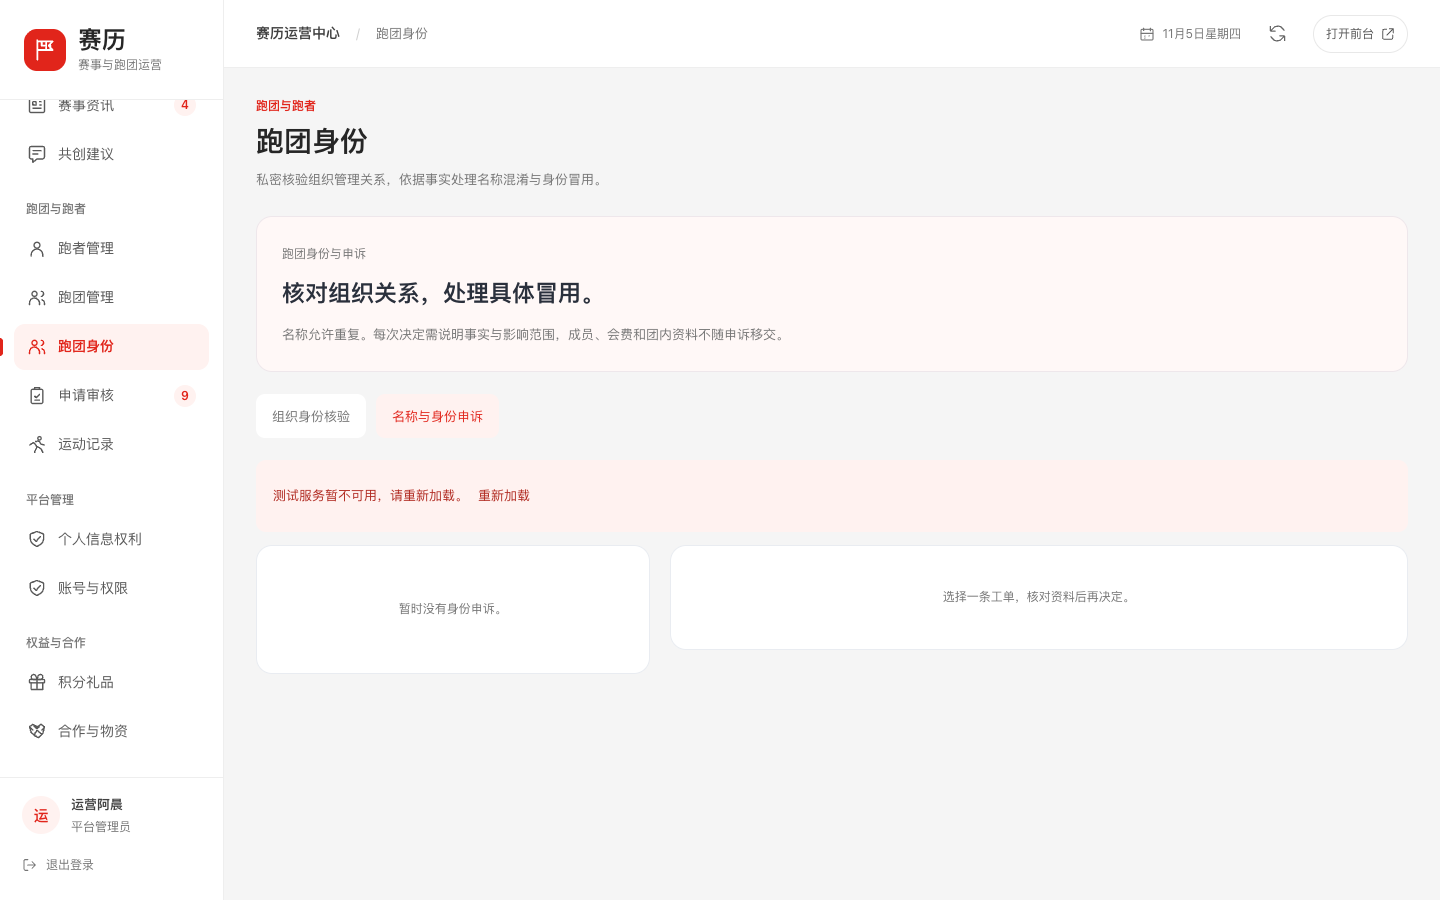 赛历
赛事与跑团运营
赛事资讯 4
共创建议
跑团与跑者
跑者管理
跑团管理
跑团身份
申请审核 9
运动记录
平台管理
个人信息权利
账号与权限
权益与合作
积分礼品
合作与物资
运 运营阿晨
平台管理员
退出登录
赛历运营中心 / 跑团身份
11月5日星期四
打开前台
跑团与跑者
跑团身份
私密核验组织管理关系，依据事实处理名称混淆与身份冒用。
跑团身份与申诉
核对组织关系，处理具体冒用。
名称允许重复。每次决定需说明事实与影响范围，成员、会费和团内资料不随申诉移交。
组织身份核验 名称与身份申诉
测试服务暂不可用，请重新加载。 重新加载
暂时没有身份申诉。
选择一条工单，核对资料后再决定。